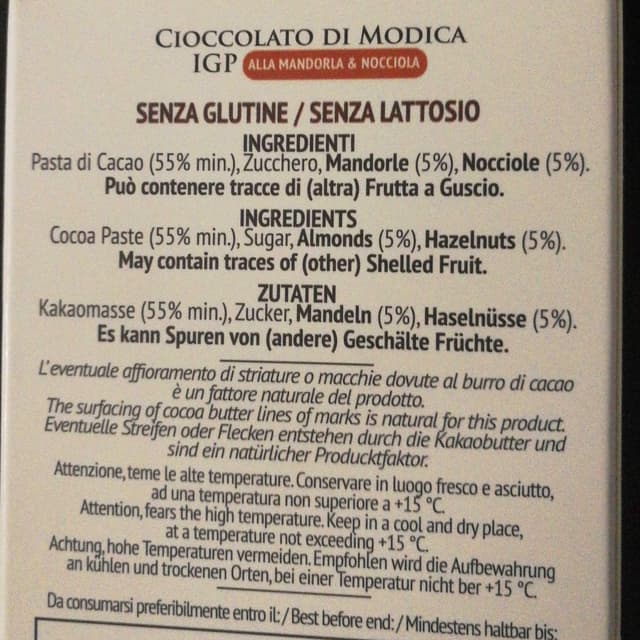 CIOCCOLATO DI MODICA
IGP ALLA MANDORLA & NOCCIOLA
SENZA GLUTINE / SENZA LATTOSIO
INGREDIENTI
Pasta di Cacao (55% min.), Zucchero, Mandorle (5%), Nocciole (5%).
Può contenere tracce di (altra) Frutta a Guscio.
INGREDIENTS
Cocoa Paste (55% min.), Sugar, Almonds (5%), Hazelnuts (5%).
May contain traces of (other) Shelled Fruit.
ZUTATEN
Kakaomasse (55% min.), Zucker, Mandeln (5%), Haselnüsse (5%).
Es kann Spuren von (andere) Geschälte Früchte.
L'eventuale affioramento di striature o macchie dovute al burro di cacao
è un fattore naturale del prodotto.
The surfacing of cocoa butter lines of marks is natural for this product.
Eventuelle Streifen oder Flecken entstehen durch die Kakaobutter und
sind ein natürlicher Producktfaktor.
Attenzione, teme le alte temperature. Conservare in luogo fresco e asciutto,
ad una temperatura non superiore a +15 °C.
Attention, fears the high temperature. Keep in a cool and dry place,
at a temperature not exceeding +15 °C.
Achtung, hohe Temperaturen vermeiden. Empfohlen wird die Aufbewahrung
an kühlen und trockenen Orten, bei einer Temperatur nicht ber +15 °C.
Da consumarsi preferibilmente entro il: / Best before end: / Mindestens haltbar bis: